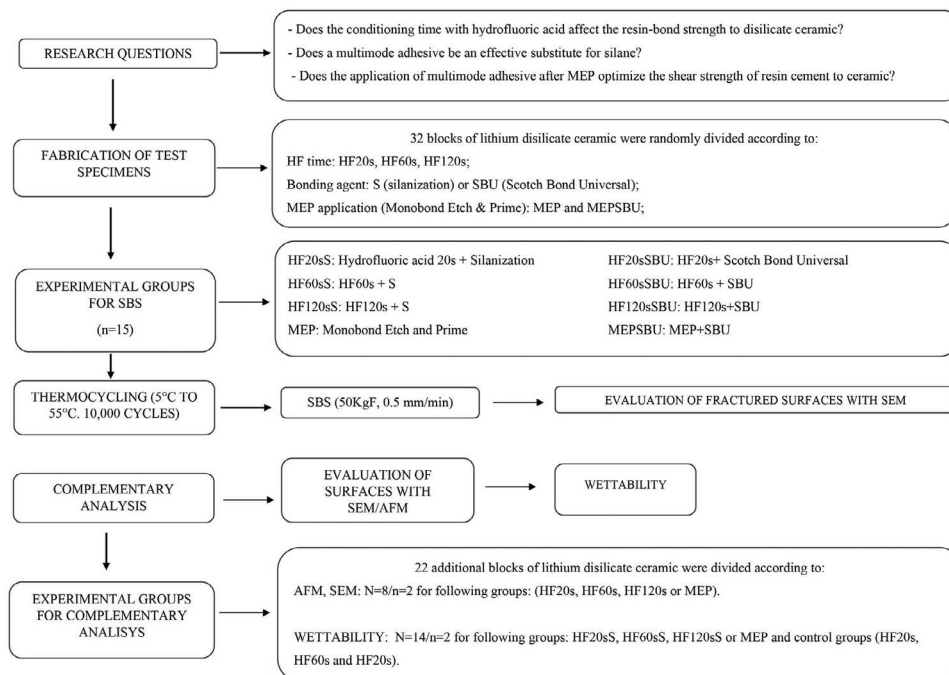 RESEARCH QUESTIONS
- Does the conditioning time with hydrofluoric acid affect the resin-bond strength to disilicate ceramic?
- Does a multimode adhesive be an effective substitute for silane?
- Does the application of multimode adhesive after MEP optimize the shear strength of resin cement to ceramic?
FABRICATION OF TEST
SPECIMENS
32 blocks of lithium disilicate ceramic were randomly divided according to:
HF time: HF20s, HF60s, HF120s;
Bonding agent: S (silanization) or SBU (Scotch Bond Universal);
MEP application (Monobond Etch & Prime): MEP and MEPSBU;
EXPERIMENTAL GROUPS
FOR SBS
(n=15)
HF20sS: Hydrofluoric acid 20s + Silanization
HF60sS: HF60s + S
HF120sS: HF120s + S
MEP: Monobond Etch and Prime
HF20sSBU: HF20s+ Scotch Bond Universal
HF60sSBU: HF60s + SBU
HF120sSBU: HF120s+SBU
MEPSBU: MEP+SBU
THERMOCYCLING (5°C TO
55°C. 10,000 CYCLES)
SBS (50KgF, 0.5 mm/min)
EVALUATION OF FRACTURED SURFACES WITH SEM
COMPLEMENTARY
ANALYSIS
EVALUATION OF
SURFACES WITH
SEM/AFM
WETTABILITY
EXPERIMENTAL GROUPS
FOR COMPLEMENTARY
ANALISYS
22 additional blocks of lithium disilicate ceramic were divided according to:
AFM, SEM: N=8/n=2 for following groups: (HF20s, HF60s, HF120s or MEP).
WETTABILITY: N=14/n=2 for following groups: HF20sS, HF60sS, HF120sS or MEP and control groups (HF20s,
HF60s and HF20s).